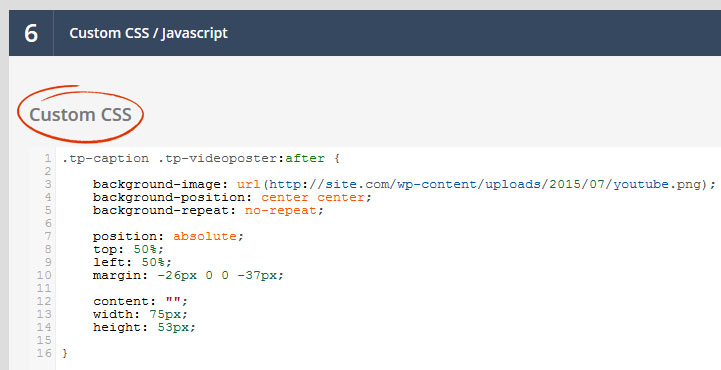 6 Custom CSS / Javascript
Custom CSS
1 .tp-caption .tp-videoposter:after {
2
3 background-image: url(http://site.com/wp-content/uploads/2015/07/youtube.png);
4 background-position: center center;
5 background-repeat: no-repeat;
6
7 position: absolute;
8 top: 50%;
9 left: 50%;
10 margin: -26px 0 0 -37px;
11
12 content: "";
13 width: 75px;
14 height: 53px;
15
16 }